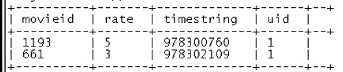 | movieid | rate | timestring | uid | |
| 1193 | 5 | 978300760 | 1 |
| 661 | 3 | 978302109 | 1 |